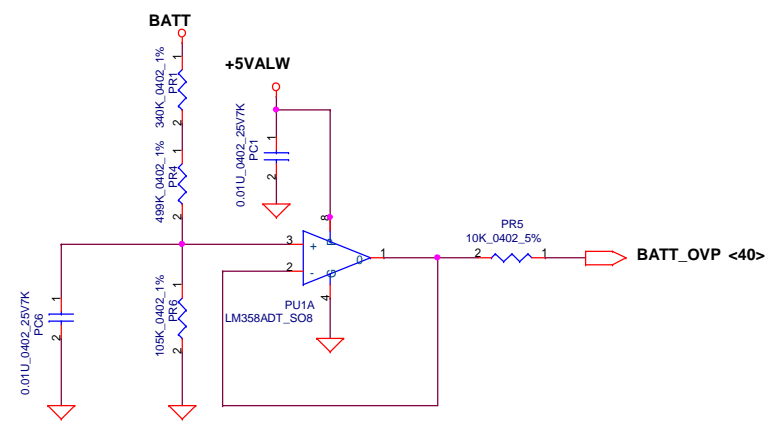 BATT
1
340K_0402_1%
PR1
2
1
499K_0402_1%
PR4
2
+5VALW
1
0.01U_0402_25V7K
PC1
2
8
P
3
+
2
-
G
O
1
4
PU1A
LM358ADT_SO8
PR5
10K_0402_5%
2
1
BATT_OVP <40>
1
0.01U_0402_25V7K
PC6
2
1
105K_0402_1%
PR6
2